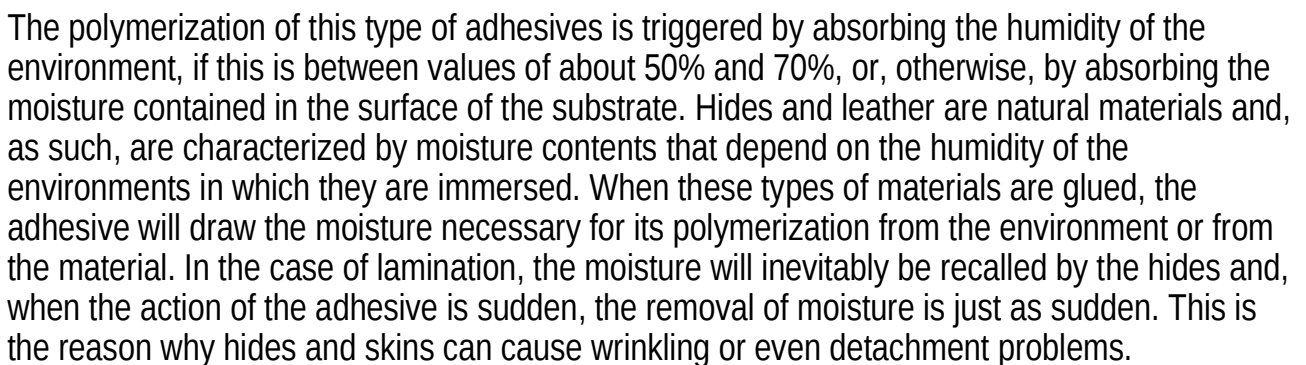 The polymerization of this type of adhesives is triggered by absorbing the humidity of the
environment, if this is between values of about 50% and 70%, or, otherwise, by absorbing the
moisture contained in the surface of the substrate. Hides and leather are natural materials and,
as such, are characterized by moisture contents that depend on the humidity of the
environments in which they are immersed. When these types of materials are glued, the
adhesive will draw the moisture necessary for its polymerization from the environment or from
the material. In the case of lamination, the moisture will inevitably be recalled by the hides and,
when the action of the adhesive is sudden, the removal of moisture is just as sudden. This is
the reason why hides and skins can cause wrinkling or even detachment problems.